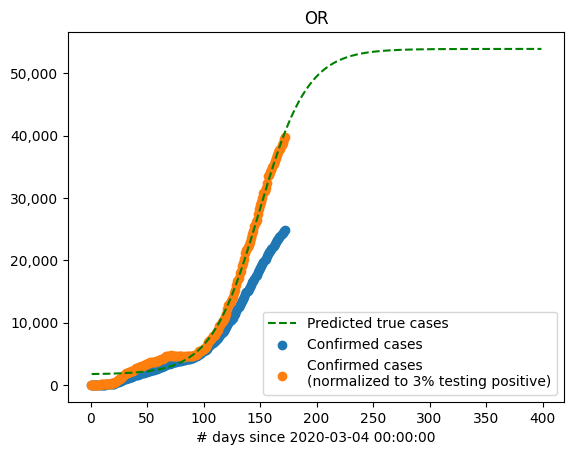 OR
50,000
40,000
30,000
20,000
10,000
0
Predicted true cases
Confirmed cases
Confirmed cases
(normalized to 3% testing positive)
0 50 100 150 200 250 300 350 400
# days since 2020-03-04 00:00:00